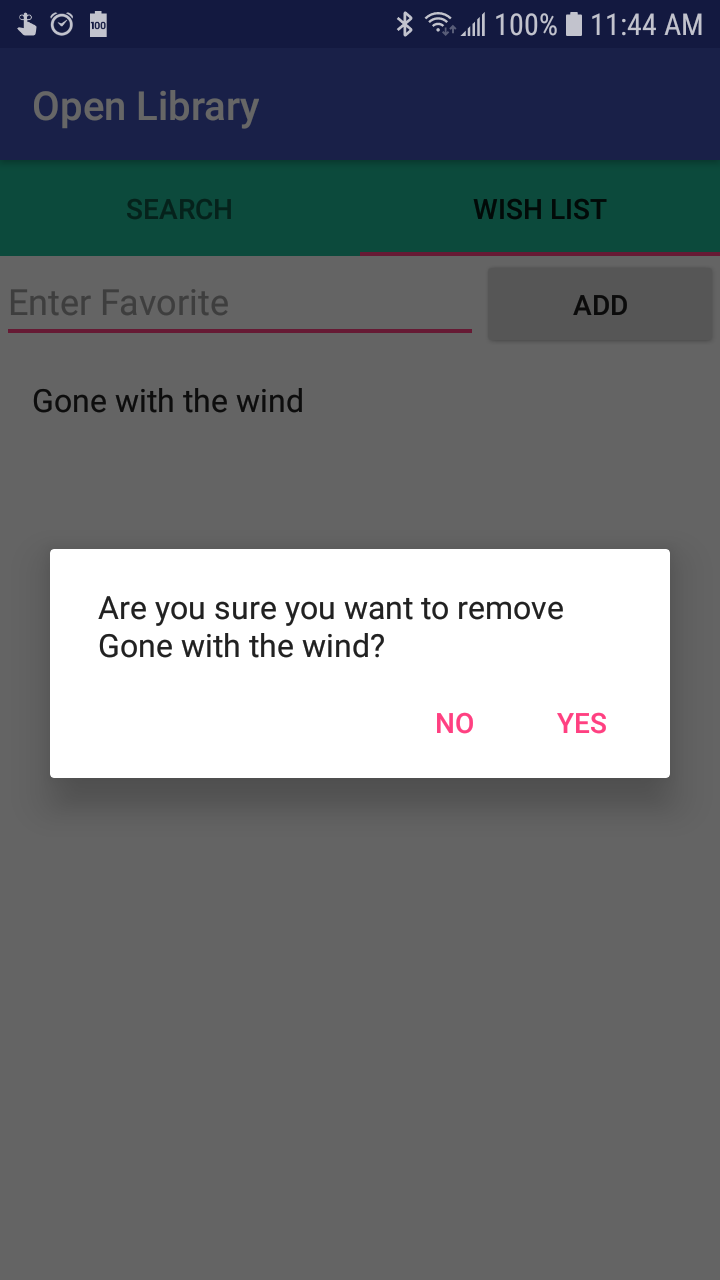 100
100% 11:44 AM
Open Library
SEARCH WISH LIST
Enter Favorite ADD
Gone with the wind
Are you sure you want to remove
Gone with the wind?
NO YES